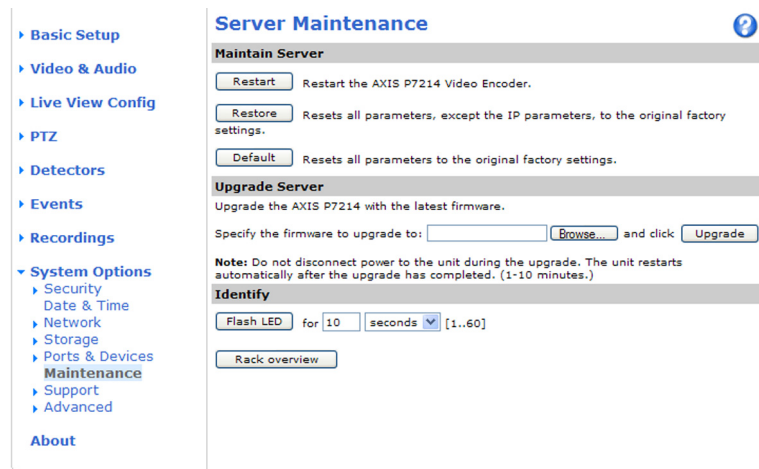 Basic Setup
Video & Audio
Live View Config
PTZ
Detectors
Events
Recordings
System Options
Security
Date & Time
Network
Storage
Ports & Devices
Maintenance
Support
Advanced
About
Server Maintenance
?
Maintain Server
Restart Restart the AXIS P7214 Video Encoder.
Restore Resets all parameters, except the IP parameters, to the original factory
settings.
Default Resets all parameters to the original factory settings.
Upgrade Server
Upgrade the AXIS P7214 with the latest firmware.
Specify the firmware to upgrade to: Browse... and click Upgrade
Note: Do not disconnect power to the unit during the upgrade. The unit restarts
automatically after the upgrade has completed. (1-10 minutes.)
Identify
Flash LED for 10 seconds [1..60]
Rack overview